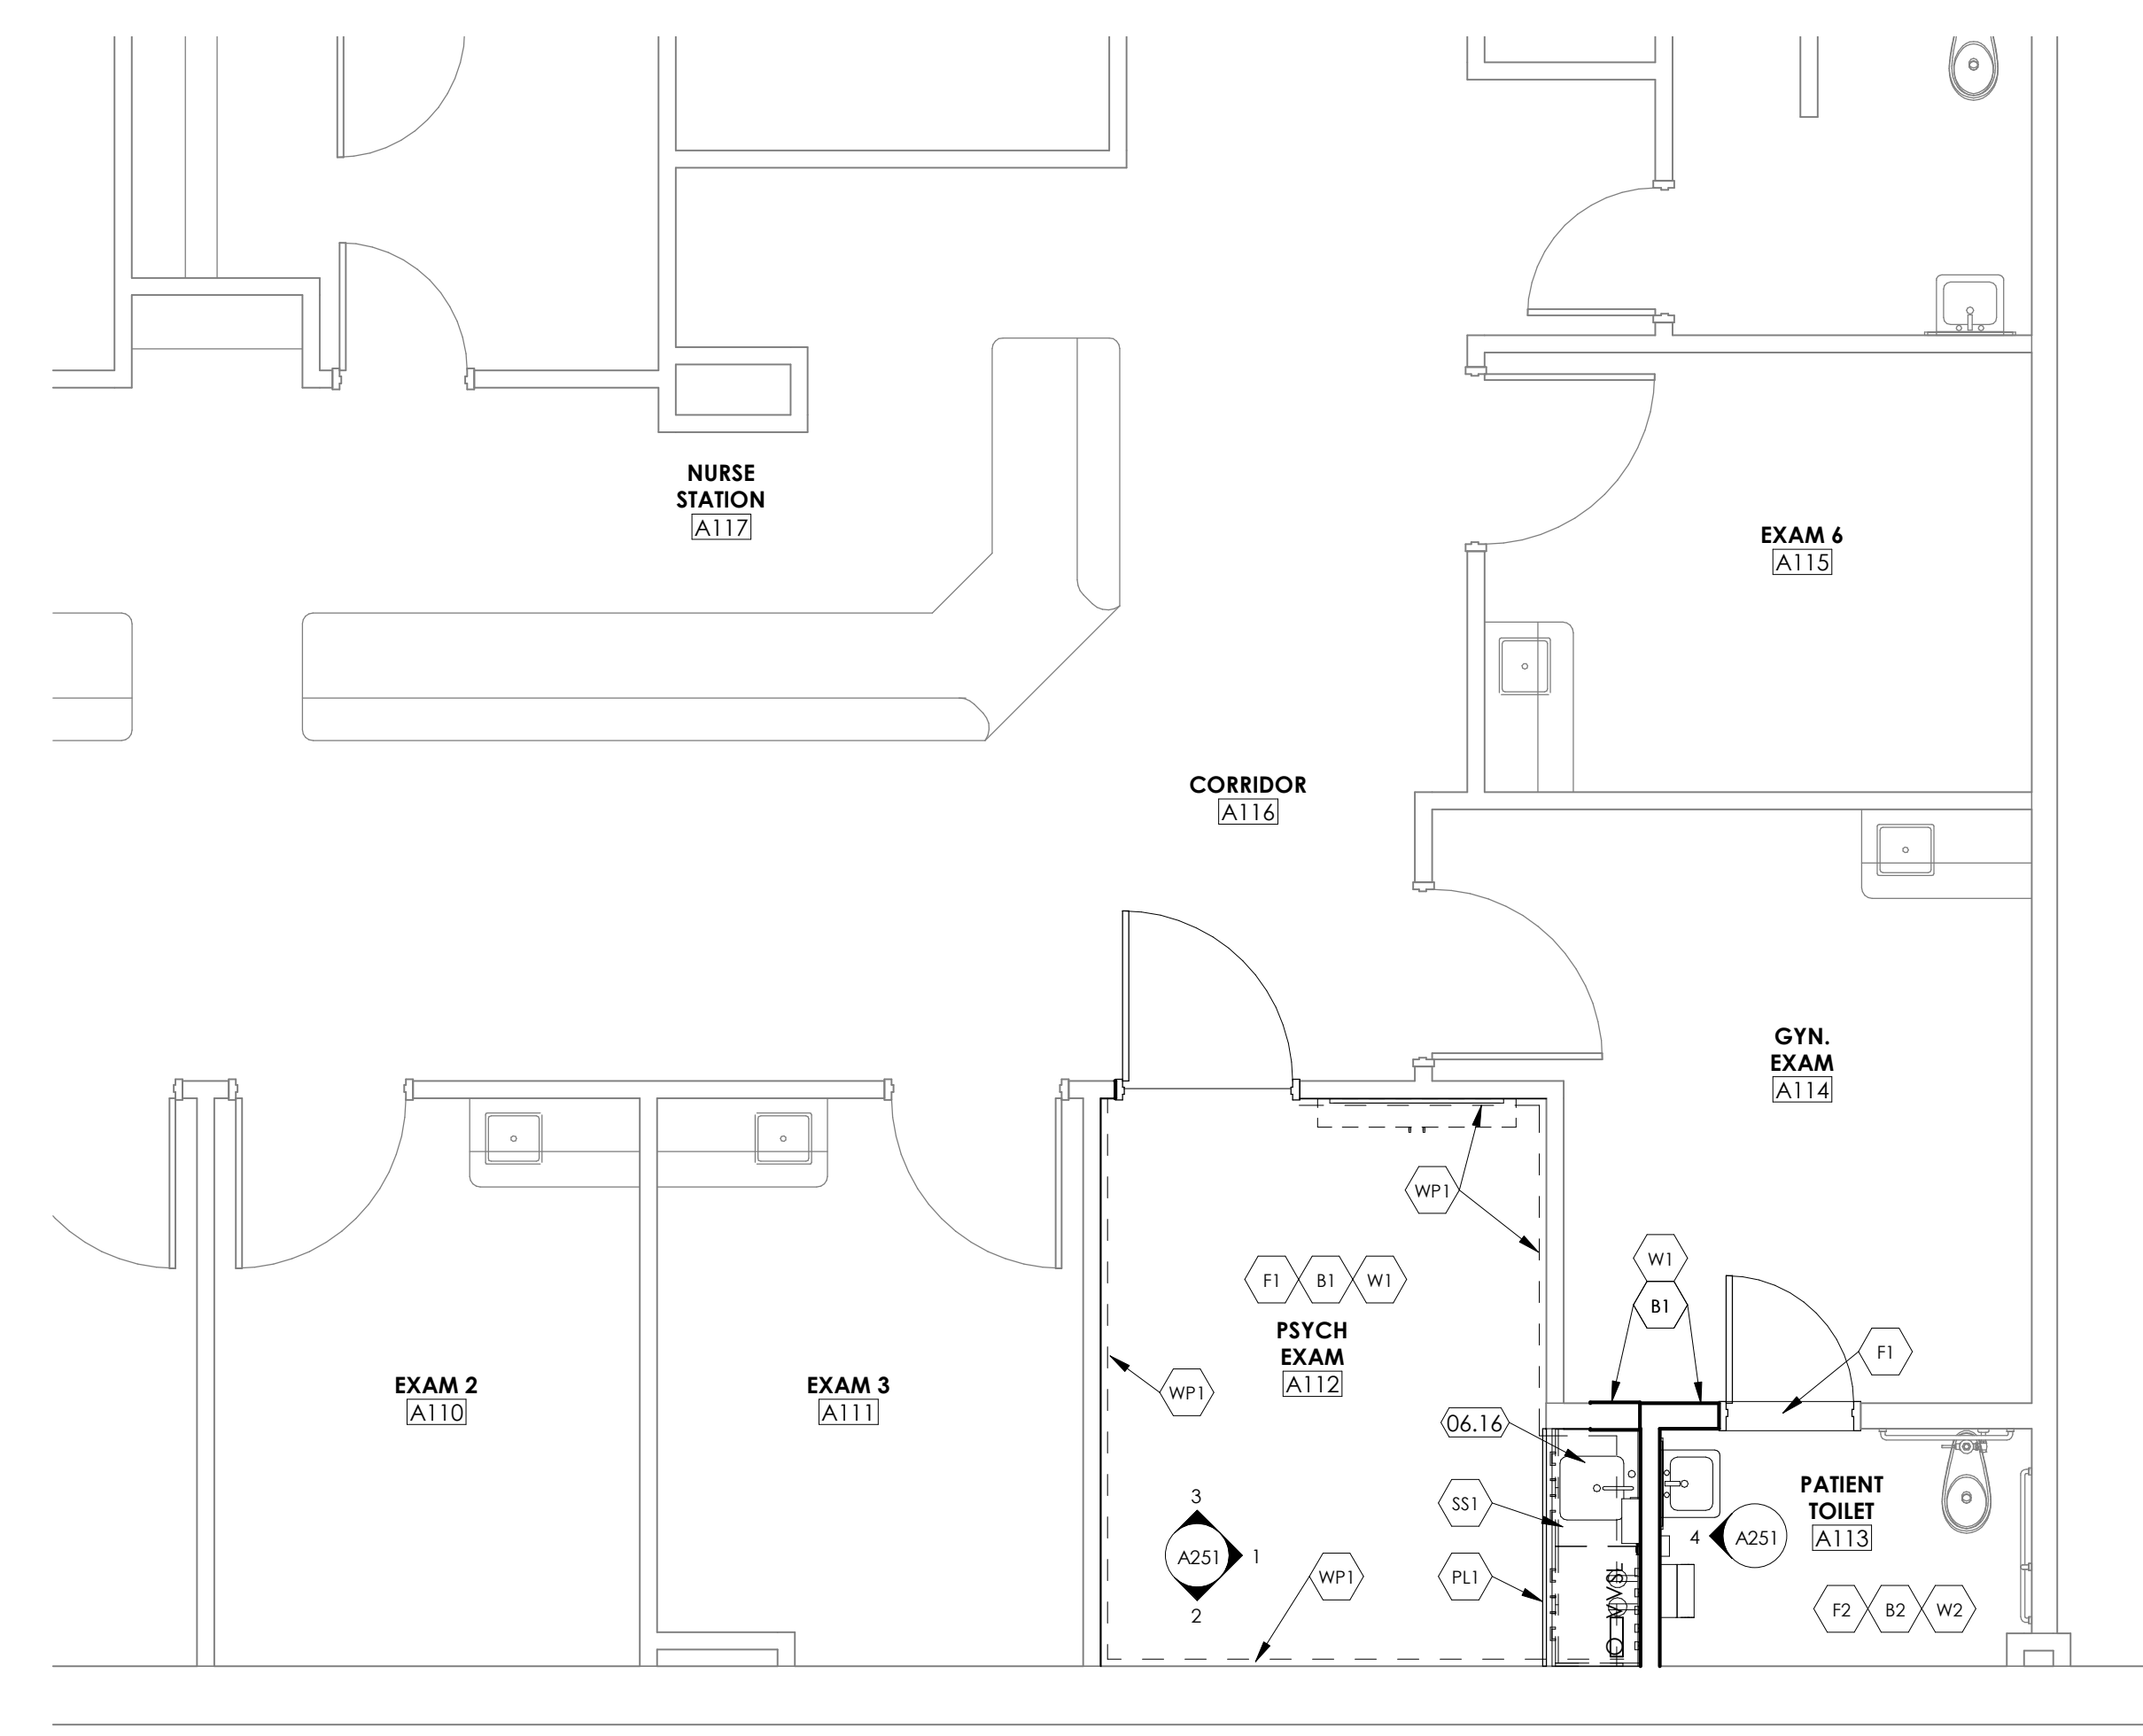 NURSE
STATION
A117
EXAM 6
A115
CORRIDOR
A116
GYN.
EXAM
A114
WP1
F1 B1 W1
W1
B1
PSYCH
EXAM
A112
F1
EXAM 2
A110
EXAM 3
A111
WP1
06.16
PATIENT
TOILET
A113
3
SS1
A251
1
2
4
A251
WP1
PL1
F2 B2 W2